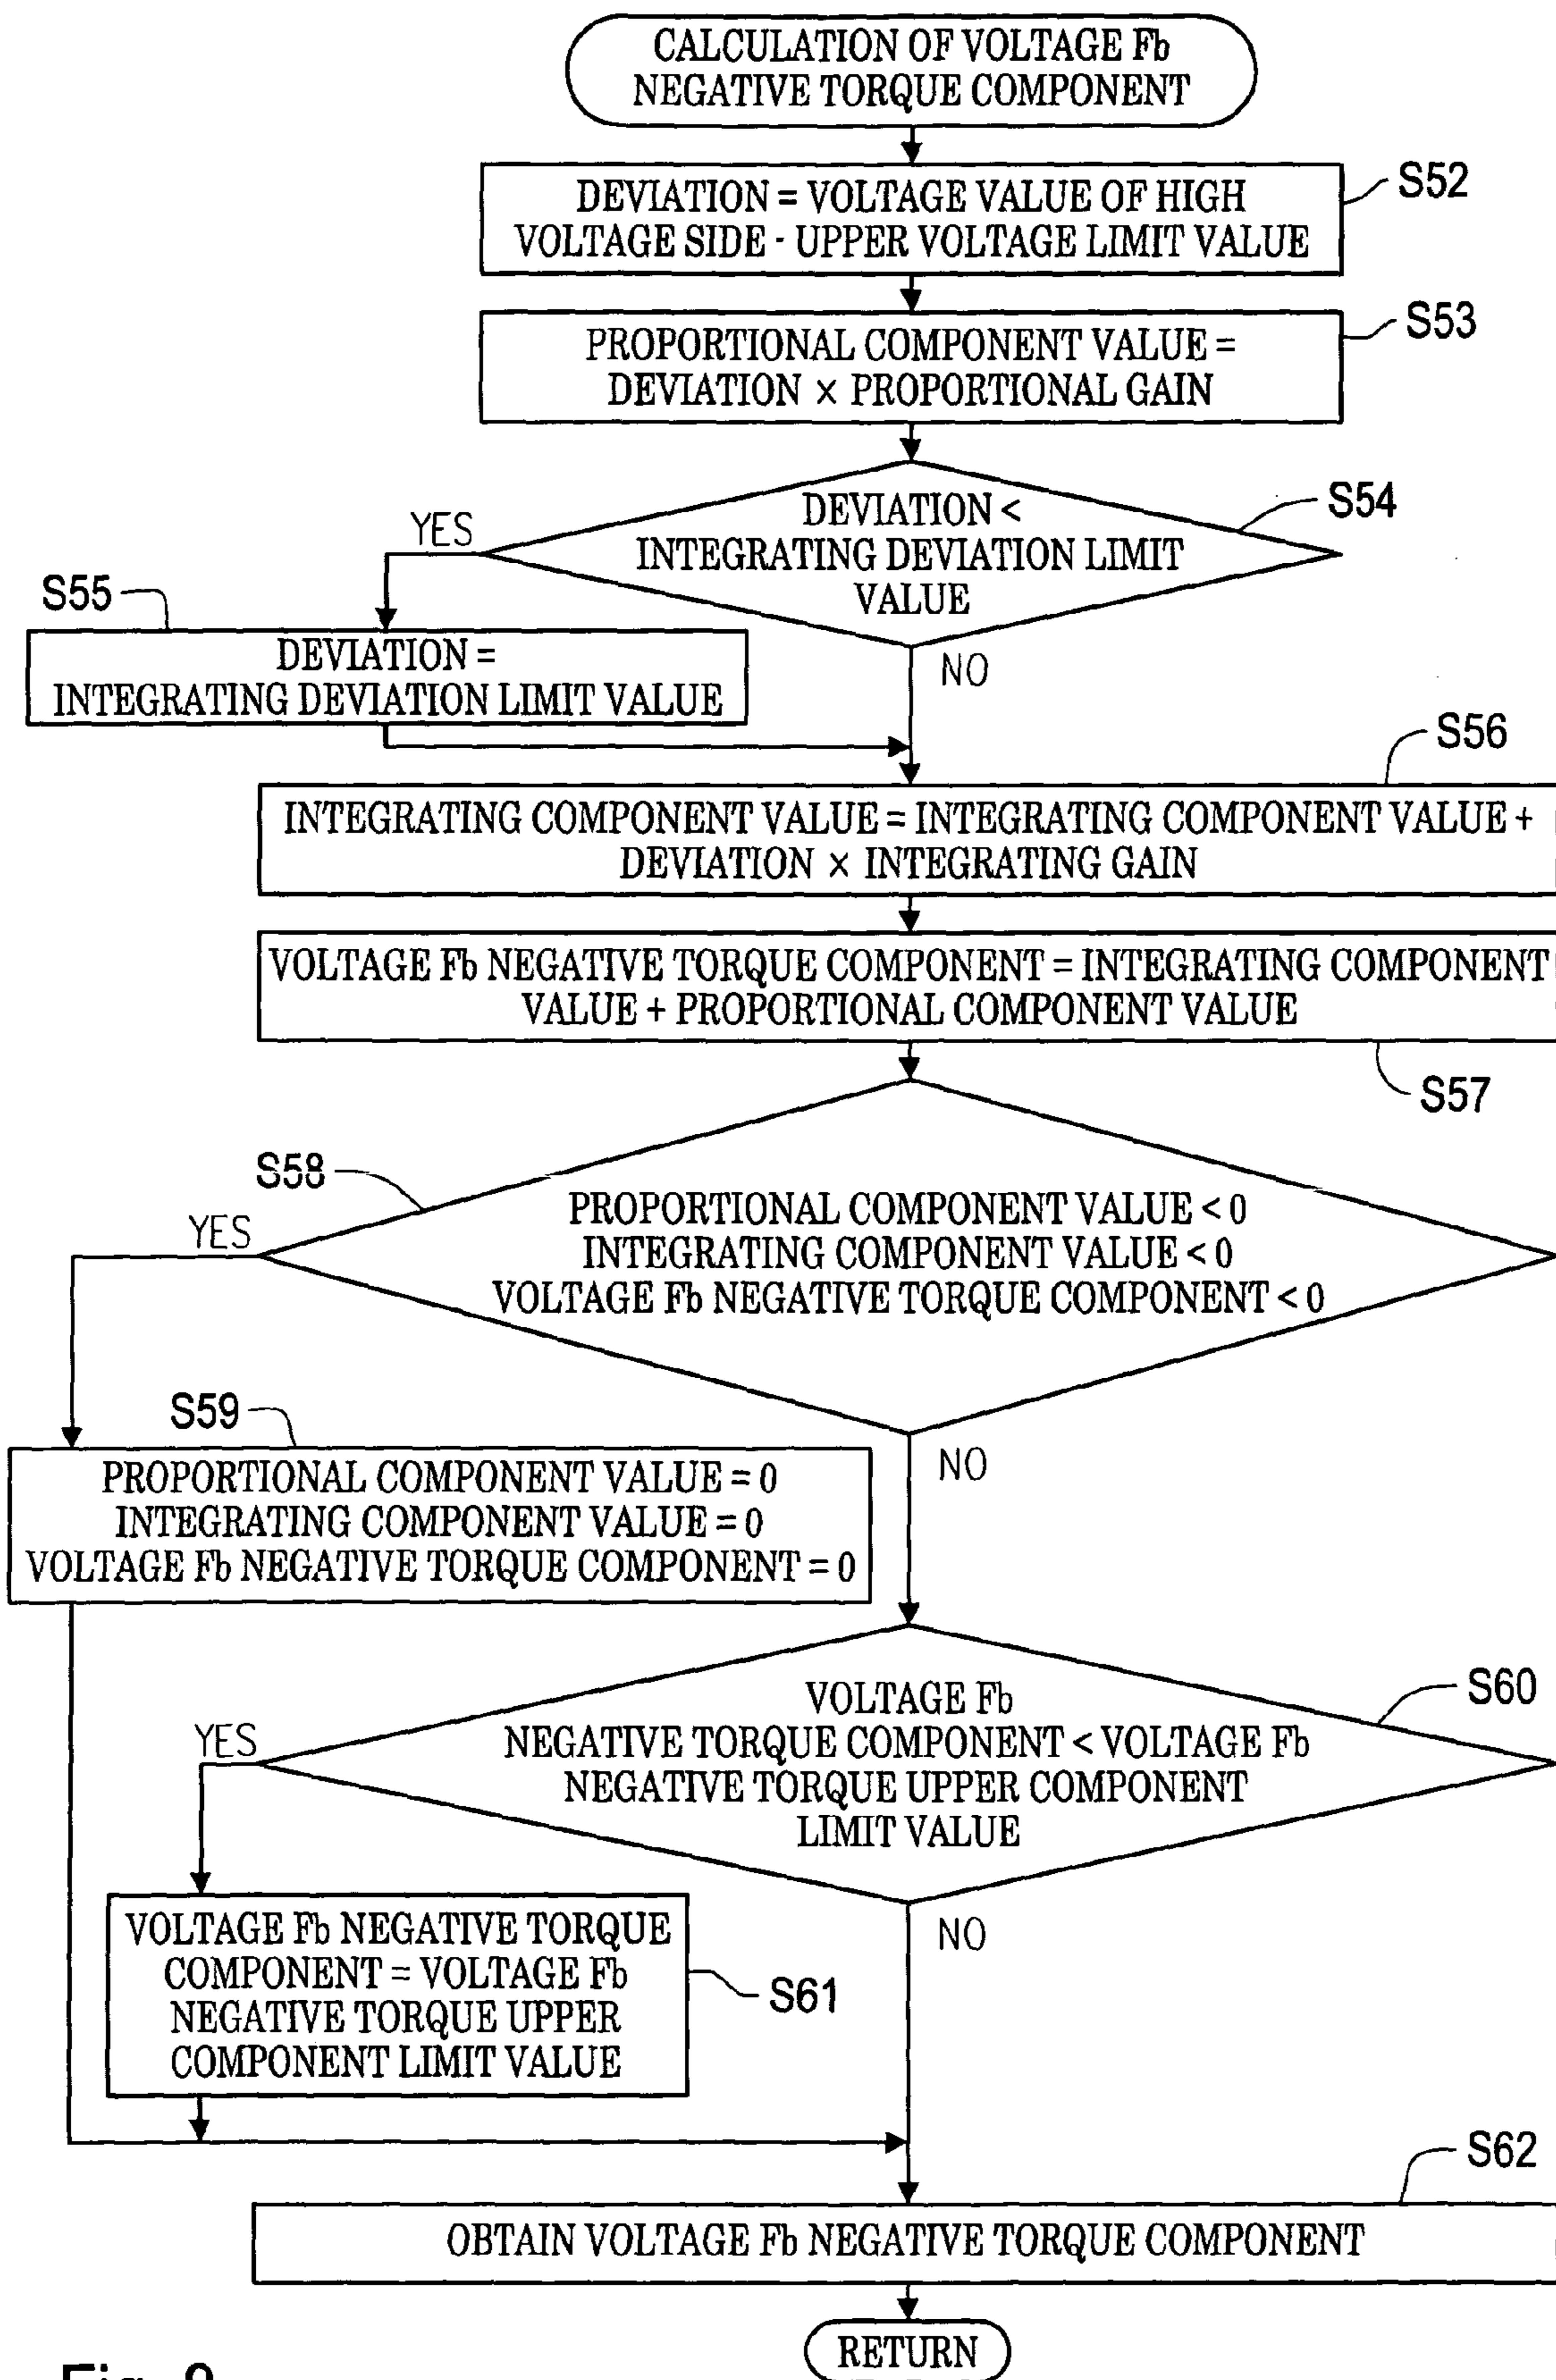 CALCULATION OF VOLTAGE Fb
NEGATIVE TORQUE COMPONENT
S52
DEVIATION = VOLTAGE VALUE OF HIGH
VOLTAGE SIDE - UPPER VOLTAGE LIMIT VALUE
S53
PROPORTIONAL COMPONENT VALUE =
DEVIATION × PROPORTIONAL GAIN
S54
DEVIATION <
INTEGRATING DEVIATION LIMIT
VALUE
YES
NO
S55
DEVIATION =
INTEGRATING DEVIATION LIMIT VALUE
S56
INTEGRATING COMPONENT VALUE = INTEGRATING COMPONENT VALUE +
DEVIATION × INTEGRATING GAIN
VOLTAGE Fb NEGATIVE TORQUE COMPONENT = INTEGRATING COMPONENT
VALUE + PROPORTIONAL COMPONENT VALUE
S57
S58
YES
PROPORTIONAL COMPONENT VALUE < 0
INTEGRATING COMPONENT VALUE < 0
VOLTAGE Fb NEGATIVE TORQUE COMPONENT < 0
NO
S59
PROPORTIONAL COMPONENT VALUE = 0
INTEGRATING COMPONENT VALUE = 0
VOLTAGE Fb NEGATIVE TORQUE COMPONENT = 0
S60
YES
VOLTAGE Fb
NEGATIVE TORQUE COMPONENT < VOLTAGE Fb
NEGATIVE TORQUE UPPER COMPONENT
LIMIT VALUE
NO
VOLTAGE Fb NEGATIVE TORQUE
COMPONENT = VOLTAGE Fb
NEGATIVE TORQUE UPPER
COMPONENT LIMIT VALUE
S61
S62
OBTAIN VOLTAGE Fb NEGATIVE TORQUE COMPONENT
RETURN